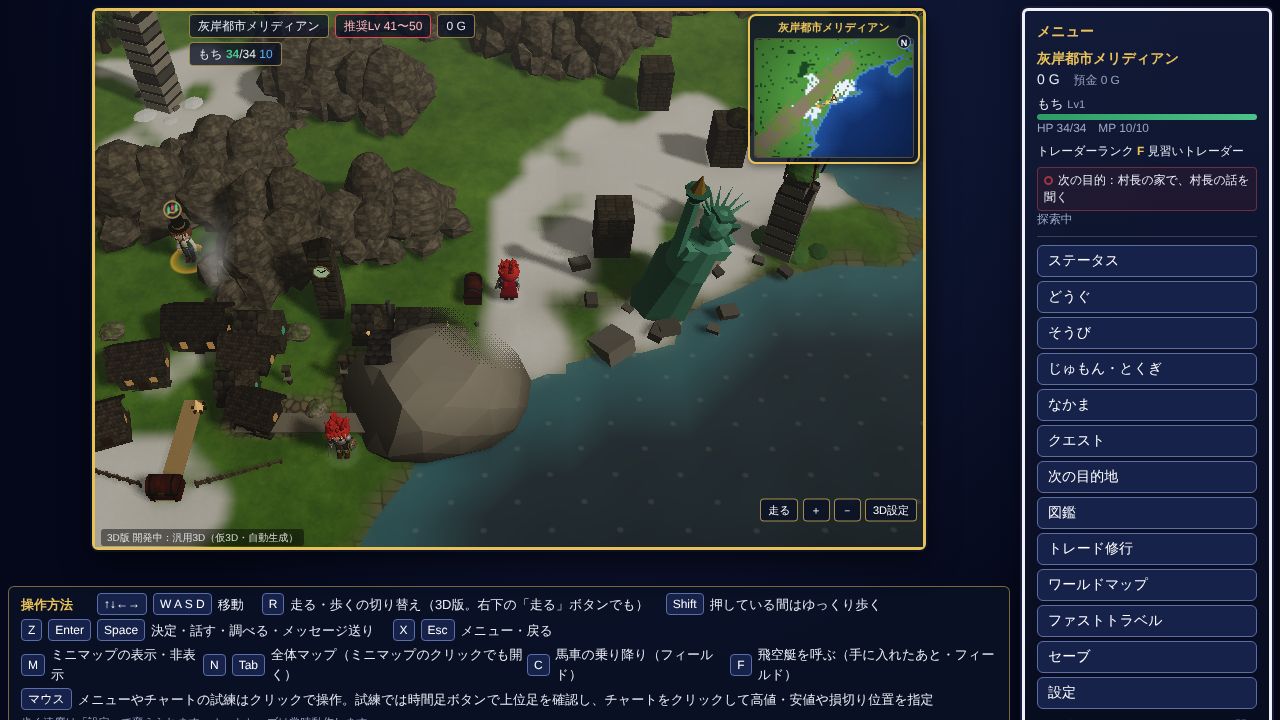 灰岸都市メリディアン 推奨Lv 41〜50 0 G
もち 34/34 10
灰岸都市メリディアン
N
走る + − 3D設定
3D版 開発中：汎用3D（仮3D・自動生成）
メニュー
灰岸都市メリディアン
0 G 預金 0 G
もち Lv1
HP 34/34 MP 10/10
トレーダーランク F 見習いトレーダー
次の目的：村長の家で、村長の話を
聞く
探索中
ステータス
どうぐ
そうび
じゅもん・とくぎ
なかま
クエスト
次の目的地
図鑑
トレード修行
ワールドマップ
ファストトラベル
セーブ
設定
操作方法 ↑↓←→ W A S D 移動 R 走る・歩くの切り替え（3D版。右下の「走る」ボタンでも） Shift 押している間はゆっくり歩く
Z Enter Space 決定・話す・調べる・メッセージ送り X Esc メニュー・戻る
M ミニマップの表示・非表示 N Tab 全体マップ（ミニマップのクリックでも開く） C 馬車の乗り降り（フィールド） F 飛空艇を呼ぶ（手に入れたあと・フィールド）
マウス メニューやチャートの試練はクリックで操作。試練では時間足ボタンで上位足を確認し、チャートをクリックして高値・安値や損切り位置を指定